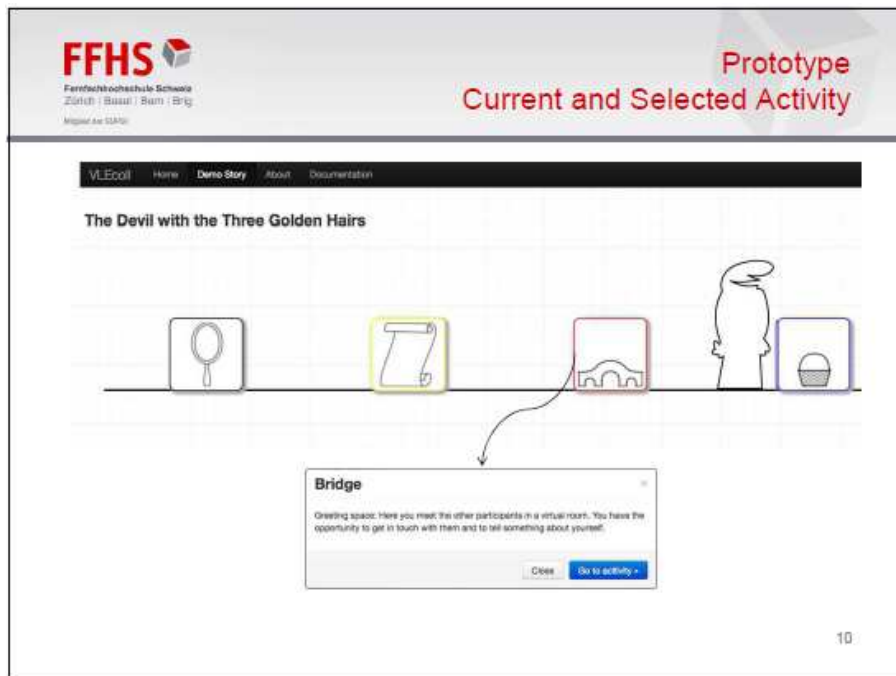 FFHS
Fernfachhochschule Schweiz
Zürich | Basel | Bern | Brig
Prototype
Current and Selected Activity
VLEcoll Home Demo Story About Documentation
The Devil with the Three Golden Hairs
Bridge
×
Greeting space: Here you meet the other participants in a virtual room. You have the
opportunity to get in touch with them and to tell something about yourself.
Close Go to activity »
10